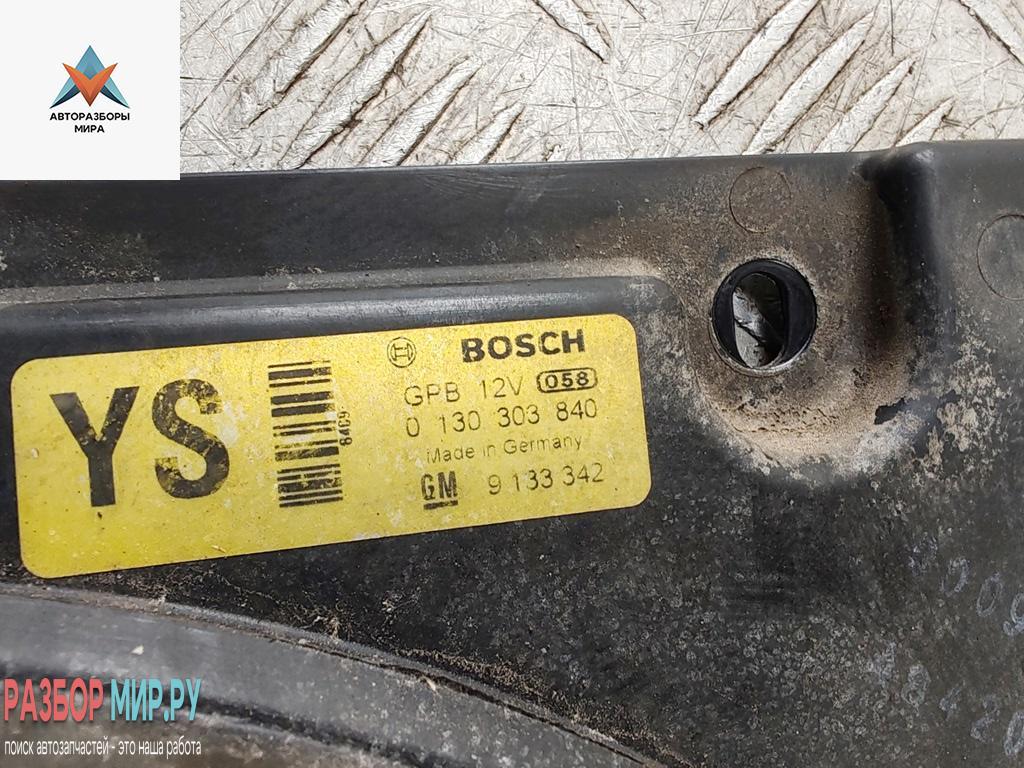 АВТОРАЗБОРЫ
МИРА
YS
8409
BOSCH
GPB 12V 058
0 130 303 840
Made in Germany
GM 9 133 342
РАЗБОР МИР.РУ
поиск автозапчастей - это наша работа